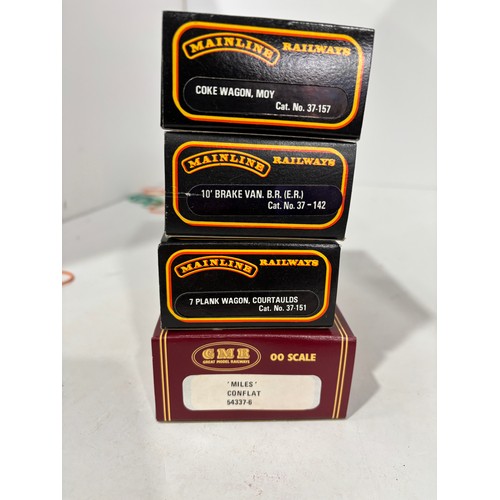 MAINLINE RAILWAYS
COKE WAGON, MOY
Cat. No. 37-157
MAINLINE RAILWAYS
10' BRAKE VAN. B.R. (E.R.)
Cat. No. 37-142
MAINLINE RAILWAYS
7 PLANK WAGON. COURTAULDS
Cat. No. 37-151
GMR OO SCALE
GREAT MODEL RAILWAYS
'MILES'
CONFLAT
54337-6